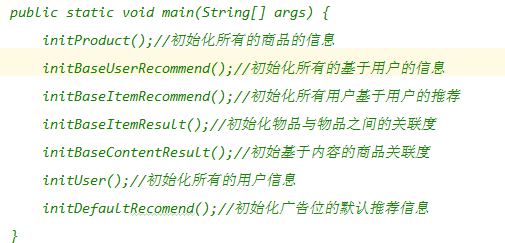 public static void main(String[] args) {
initProduct();//初始化所有的商品的信息
initBaseUserRecommend();//初始化所有的基于用户的信息
initBaseItemRecommend();//初始化所有用户基于用户的推荐
initBaseItemResult();//初始化物品与物品之间的关联度
initBaseContentResult();//初始基于内容的商品关联度
initUser();//初始化所有的用户信息
initDefaultRecomend();//初始化广告位的默认推荐信息
}